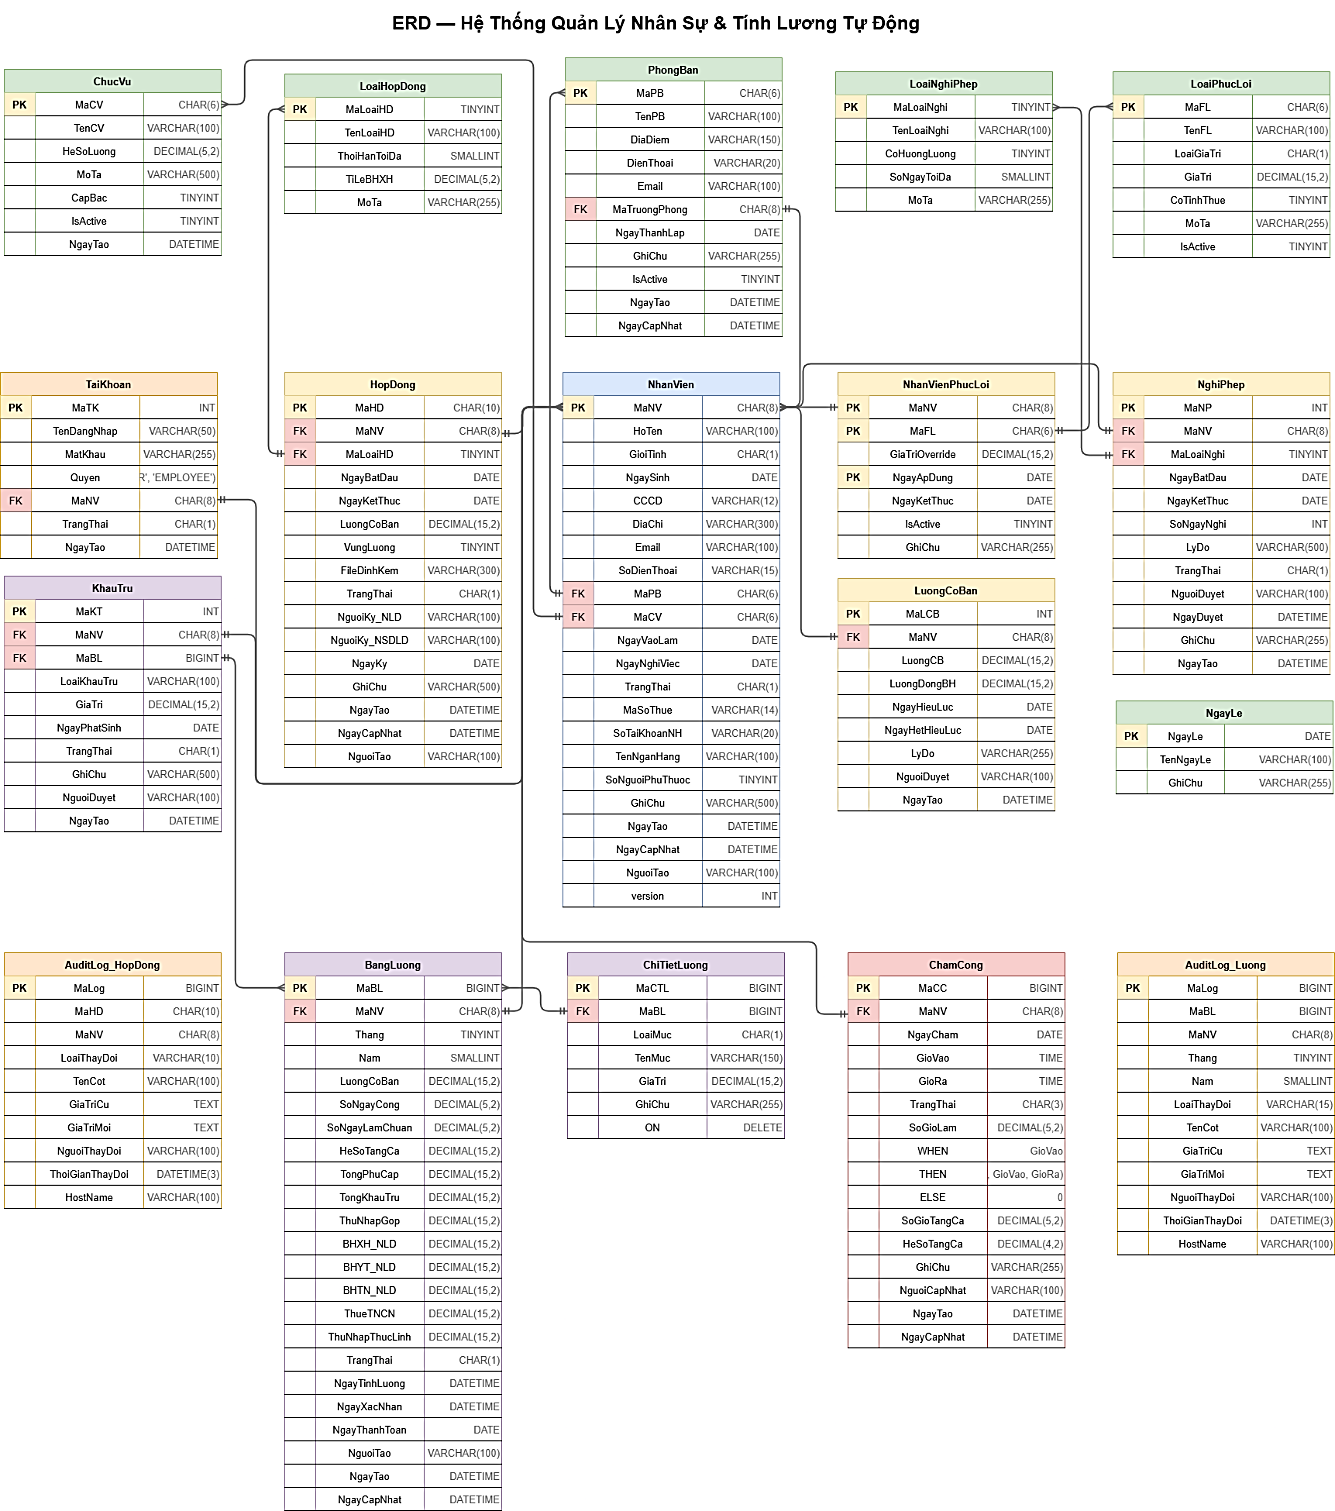 ERD — Hệ Thống Quản Lý Nhân Sự & Tính Lương Tự Động
ChucVu
PK MaCV CHAR(6)
TenCV VARCHAR(100)
HeSoLuong DECIMAL(5,2)
MoTa VARCHAR(500)
CapBac TINYINT
IsActive TINYINT
NgayTao DATETIME
LoaiHopDong
PK MaLoaiHD TINYINT
TenLoaiHD VARCHAR(100)
ThoiHanToiDa SMALLINT
TiLeBHXH DECIMAL(5,2)
MoTa VARCHAR(255)
PhongBan
PK MaPB CHAR(6)
TenPB VARCHAR(100)
DiaDiem VARCHAR(150)
DienThoai VARCHAR(20)
Email VARCHAR(100)
FK MaTruongPhong CHAR(8)
NgayThanhLap DATE
GhiChu VARCHAR(255)
IsActive TINYINT
NgayTao DATETIME
NgayCapNhat DATETIME
LoaiNghiPhep
PK MaLoaiNghi TINYINT
TenLoaiNghi VARCHAR(100)
CoHuongLuong TINYINT
SoNgayToiDa SMALLINT
MoTa VARCHAR(255)
LoaiPhucLoi
PK MaFL CHAR(6)
TenFL VARCHAR(100)
LoaiGiaTri CHAR(1)
GiaTri DECIMAL(15,2)
CoTinhThue TINYINT
MoTa VARCHAR(255)
IsActive TINYINT
TaiKhoan
PK MaTK INT
TenDangNhap VARCHAR(50)
MatKhau VARCHAR(255)
Quyen R', 'EMPLOYEE')
FK MaNV CHAR(8)
TrangThai CHAR(1)
NgayTao DATETIME
HopDong
PK MaHD CHAR(10)
FK MaNV CHAR(8)
FK MaLoaiHD TINYINT
NgayBatDau DATE
NgayKetThuc DATE
LuongCoBan DECIMAL(15,2)
VungLuong TINYINT
FileDinhKem VARCHAR(300)
TrangThai CHAR(1)
NguoiKy_NLD VARCHAR(100)
NguoiKy_NSDLD VARCHAR(100)
NgayKy DATE
GhiChu VARCHAR(500)
NgayTao DATETIME
NgayCapNhat DATETIME
NguoiTao VARCHAR(100)
NhanVien
PK MaNV CHAR(8)
HoTen VARCHAR(100)
GioiTinh CHAR(1)
NgaySinh DATE
CCCD VARCHAR(12)
DiaChi VARCHAR(300)
Email VARCHAR(100)
SoDienThoai VARCHAR(15)
FK MaPB CHAR(6)
FK MaCV CHAR(6)
NgayVaoLam DATE
NgayNghiViec DATE
TrangThai CHAR(1)
MaSoThue VARCHAR(14)
SoTaiKhoanNH VARCHAR(20)
TenNganHang VARCHAR(100)
SoNguoiPhuThuoc TINYINT
GhiChu VARCHAR(500)
NgayTao DATETIME
NgayCapNhat DATETIME
NguoiTao VARCHAR(100)
version INT
NhanVienPhucLoi
PK MaNV CHAR(8)
PK MaFL CHAR(6)
GiaTriOverride DECIMAL(15,2)
PK NgayApDung DATE
NgayKetThuc DATE
IsActive TINYINT
GhiChu VARCHAR(255)
NghiPhep
PK MaNP INT
FK MaNV CHAR(8)
FK MaLoaiNghi TINYINT
NgayBatDau DATE
NgayKetThuc DATE
SoNgayNghi INT
LyDo VARCHAR(500)
TrangThai CHAR(1)
NguoiDuyet VARCHAR(100)
NgayDuyet DATETIME
GhiChu VARCHAR(255)
NgayTao DATETIME
KhauTru
PK MaKT INT
FK MaNV CHAR(8)
FK MaBL BIGINT
LoaiKhauTru VARCHAR(100)
GiaTri DECIMAL(15,2)
NgayPhatSinh DATE
TrangThai CHAR(1)
GhiChu VARCHAR(500)
NguoiDuyet VARCHAR(100)
NgayTao DATETIME
LuongCoBan
PK MaLCB INT
FK MaNV CHAR(8)
LuongCB DECIMAL(15,2)
LuongDongBH DECIMAL(15,2)
NgayHieuLuc DATE
NgayHetHieuLuc DATE
LyDo VARCHAR(255)
NguoiDuyet VARCHAR(100)
NgayTao DATETIME
NgayLe
PK NgayLe DATE
TenNgayLe VARCHAR(100)
GhiChu VARCHAR(255)
AuditLog_HopDong
PK MaLog BIGINT
MaHD CHAR(10)
MaNV CHAR(8)
LoaiThayDoi VARCHAR(10)
TenCot VARCHAR(100)
GiaTriCu TEXT
GiaTriMoi TEXT
NguoiThayDoi VARCHAR(100)
ThoiGianThayDoi DATETIME(3)
HostName VARCHAR(100)
BangLuong
PK MaBL BIGINT
FK MaNV CHAR(8)
Thang TINYINT
Nam SMALLINT
LuongCoBan DECIMAL(15,2)
SoNgayCong DECIMAL(5,2)
SoNgayLamChuan DECIMAL(5,2)
HeSoTangCa DECIMAL(15,2)
TongPhuCap DECIMAL(15,2)
TongKhauTru DECIMAL(15,2)
ThuNhapGop DECIMAL(15,2)
BHXH_NLD DECIMAL(15,2)
BHYT_NLD DECIMAL(15,2)
BHTN_NLD DECIMAL(15,2)
ThueTNCN DECIMAL(15,2)
ThuNhapThucLinh DECIMAL(15,2)
TrangThai CHAR(1)
NgayTinhLuong DATETIME
NgayXacNhan DATETIME
NgayThanhToan DATE
NguoiTao VARCHAR(100)
NgayTao DATETIME
NgayCapNhat DATETIME
ChiTietLuong
PK MaCTL BIGINT
FK MaBL BIGINT
LoaiMuc CHAR(1)
TenMuc VARCHAR(150)
GiaTri DECIMAL(15,2)
GhiChu VARCHAR(255)
ON DELETE
ChamCong
PK MaCC BIGINT
FK MaNV CHAR(8)
NgayCham DATE
GioVao TIME
GioRa TIME
TrangThai CHAR(3)
SoGioLam DECIMAL(5,2)
WHEN GioVao
THEN , GioVao, GioRa)
ELSE 0
SoGioTangCa DECIMAL(5,2)
HeSoTangCa DECIMAL(4,2)
GhiChu VARCHAR(255)
NguoiCapNhat VARCHAR(100)
NgayTao DATETIME
NgayCapNhat DATETIME
AuditLog_Luong
PK MaLog BIGINT
MaBL BIGINT
MaNV CHAR(8)
Thang TINYINT
Nam SMALLINT
LoaiThayDoi VARCHAR(15)
TenCot VARCHAR(100)
GiaTriCu TEXT
GiaTriMoi TEXT
NguoiThayDoi VARCHAR(100)
ThoiGianThayDoi DATETIME(3)
HostName VARCHAR(100)